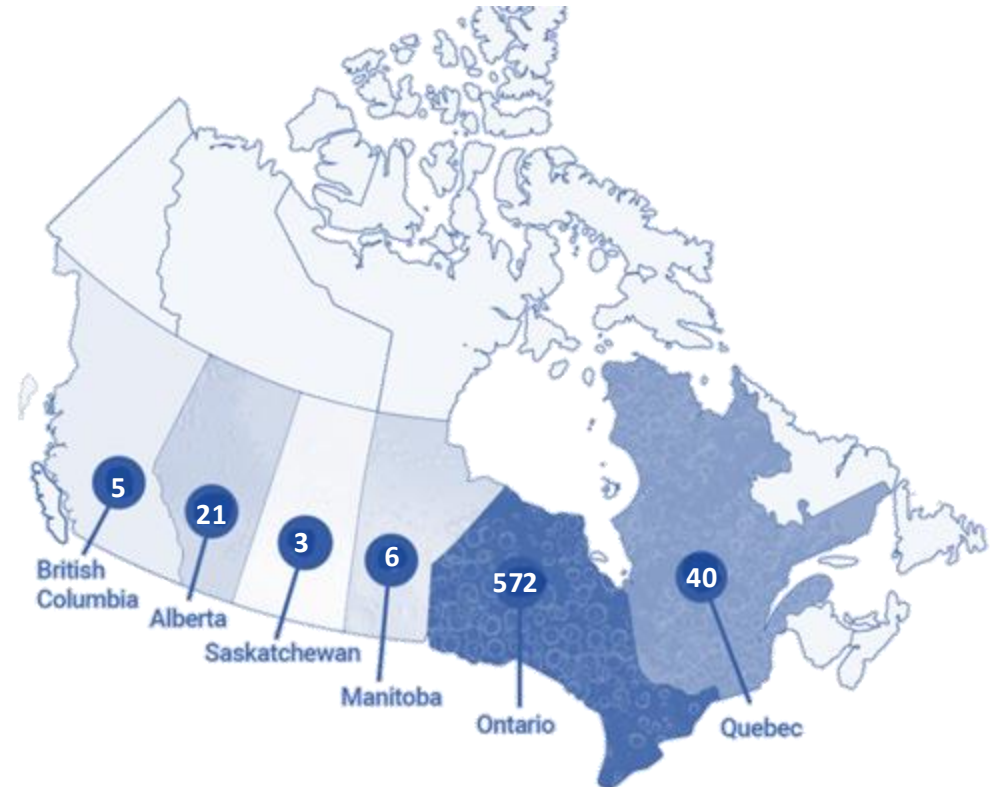 5
British
Columbia
21
Alberta
3
Saskatchewan
6
Manitoba
572
Ontario
40
Quebec